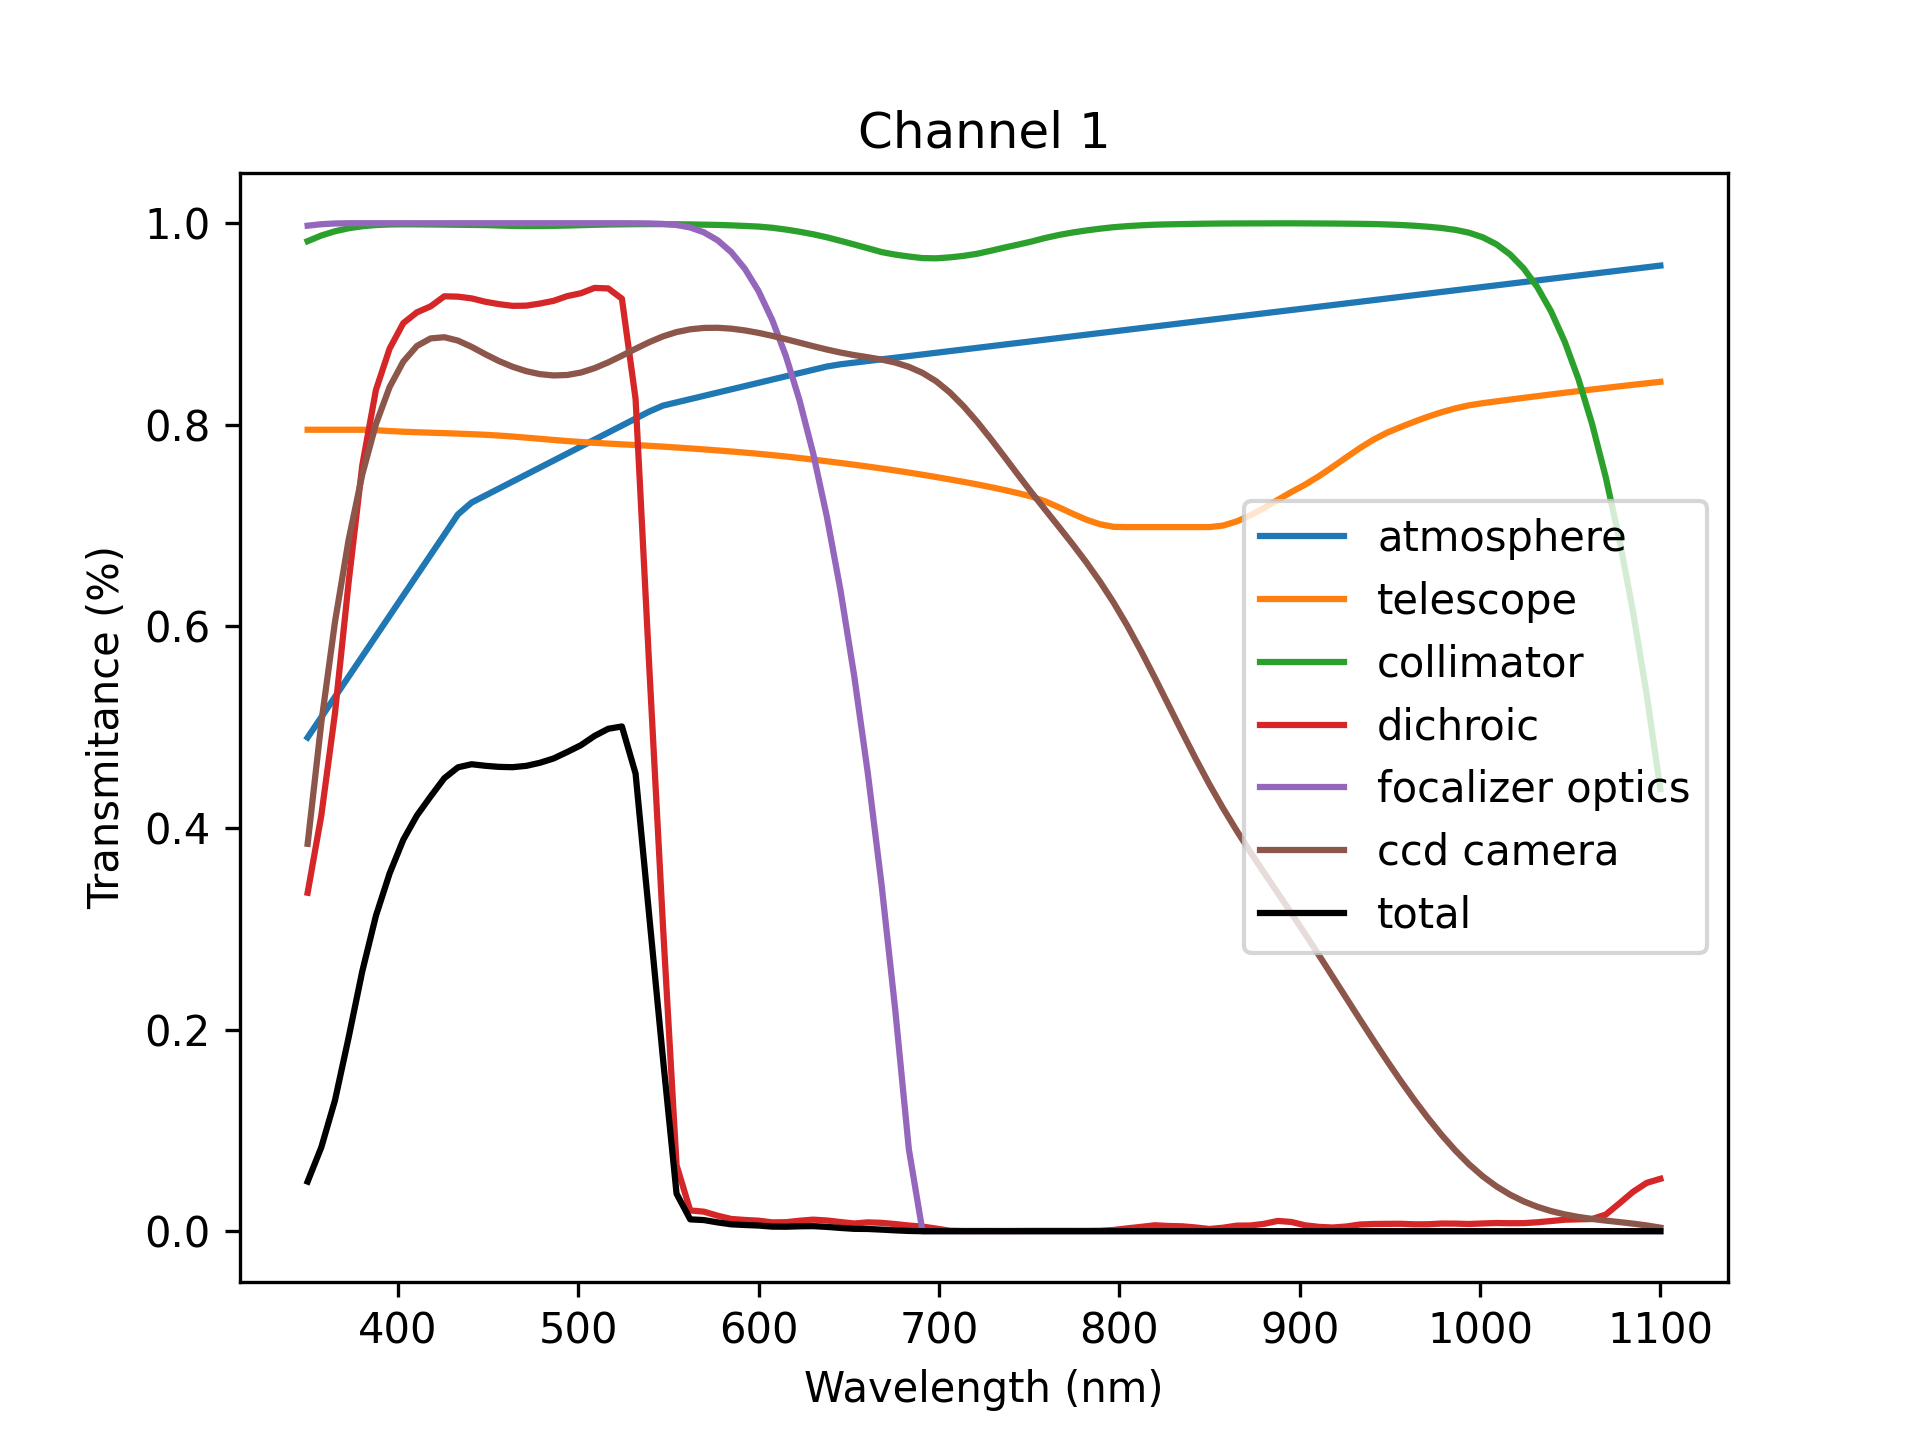 Channel 1
Transmitance (%)
1.0
0.8
0.6
0.4
0.2
0.0
atmosphere
telescope
collimator
dichroic
focalizer optics
ccd camera
total
400 500 600 700 800 900 1000 1100
Wavelength (nm)